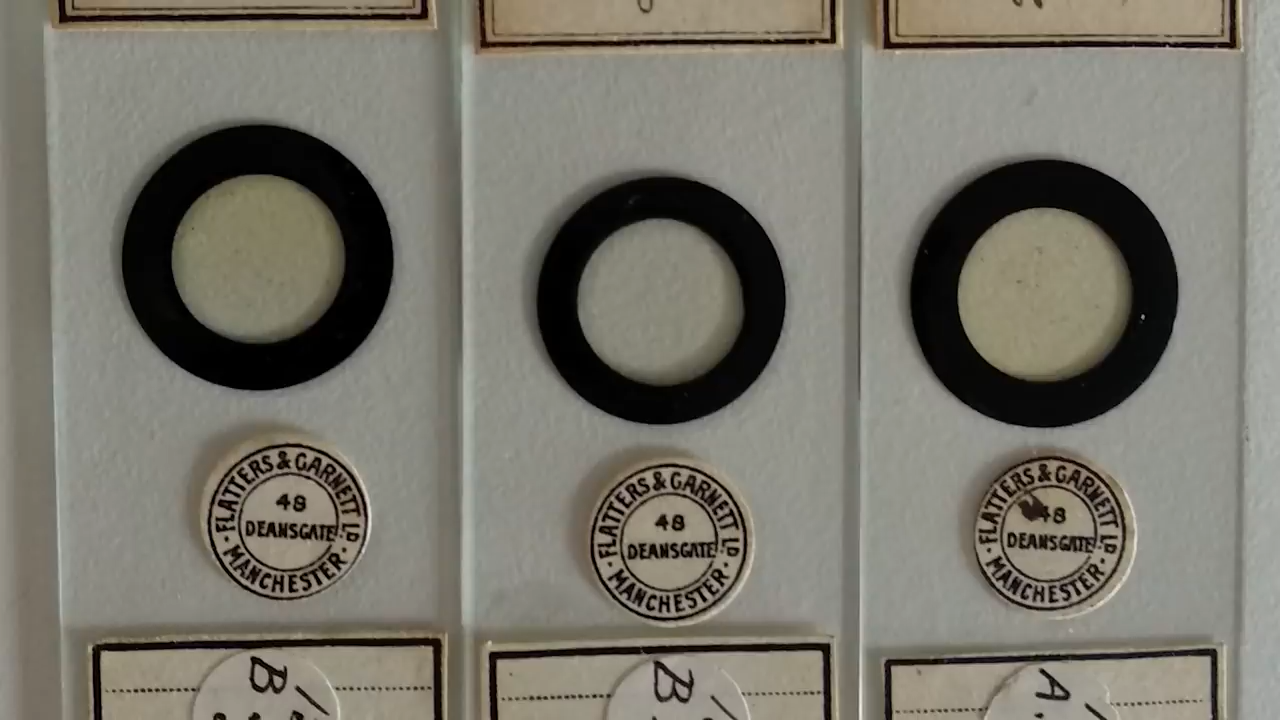 FLATTERS & GARNETT LD.
48
DEANSGATE
· MANCHESTER ·
FLATTERS & GARNETT LD.
48
DEANSGATE
· MANCHESTER ·
FLATTERS & GARNETT LD.
48
DEANSGATE
· MANCHESTER ·
B
B
A